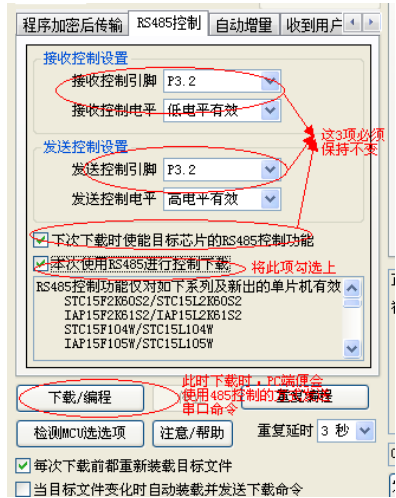 程序加密后传输 RS485控制 自动增量 收到用户
接收控制设置
接收控制引脚 P3.2
接收控制电平 低电平有效
这3项必须
保持不变
发送控制设置
发送控制引脚 P3.2
发送控制电平 高电平有效
下次下载时使能目标芯片的RS485控制功能
本次使用RS485进行控制下载 将此项勾选上
RS485控制功能仅对如下系列及新出的单片机有效
STC15F2K60S2/STC15L2K60S2
IAP15F2K61S2/IAP15L2K61S2
STC15F104W/STC15L104W
IAP15F105W/STC15L105W
此时下载时，PC端便会
下载/编程 使用485控制的 重复编程
串口命令
检测MCU选选项 注意/帮助 重复延时 3 秒
每次下载前都重新装载目标文件
当目标文件变化时自动装载并发送下载命令